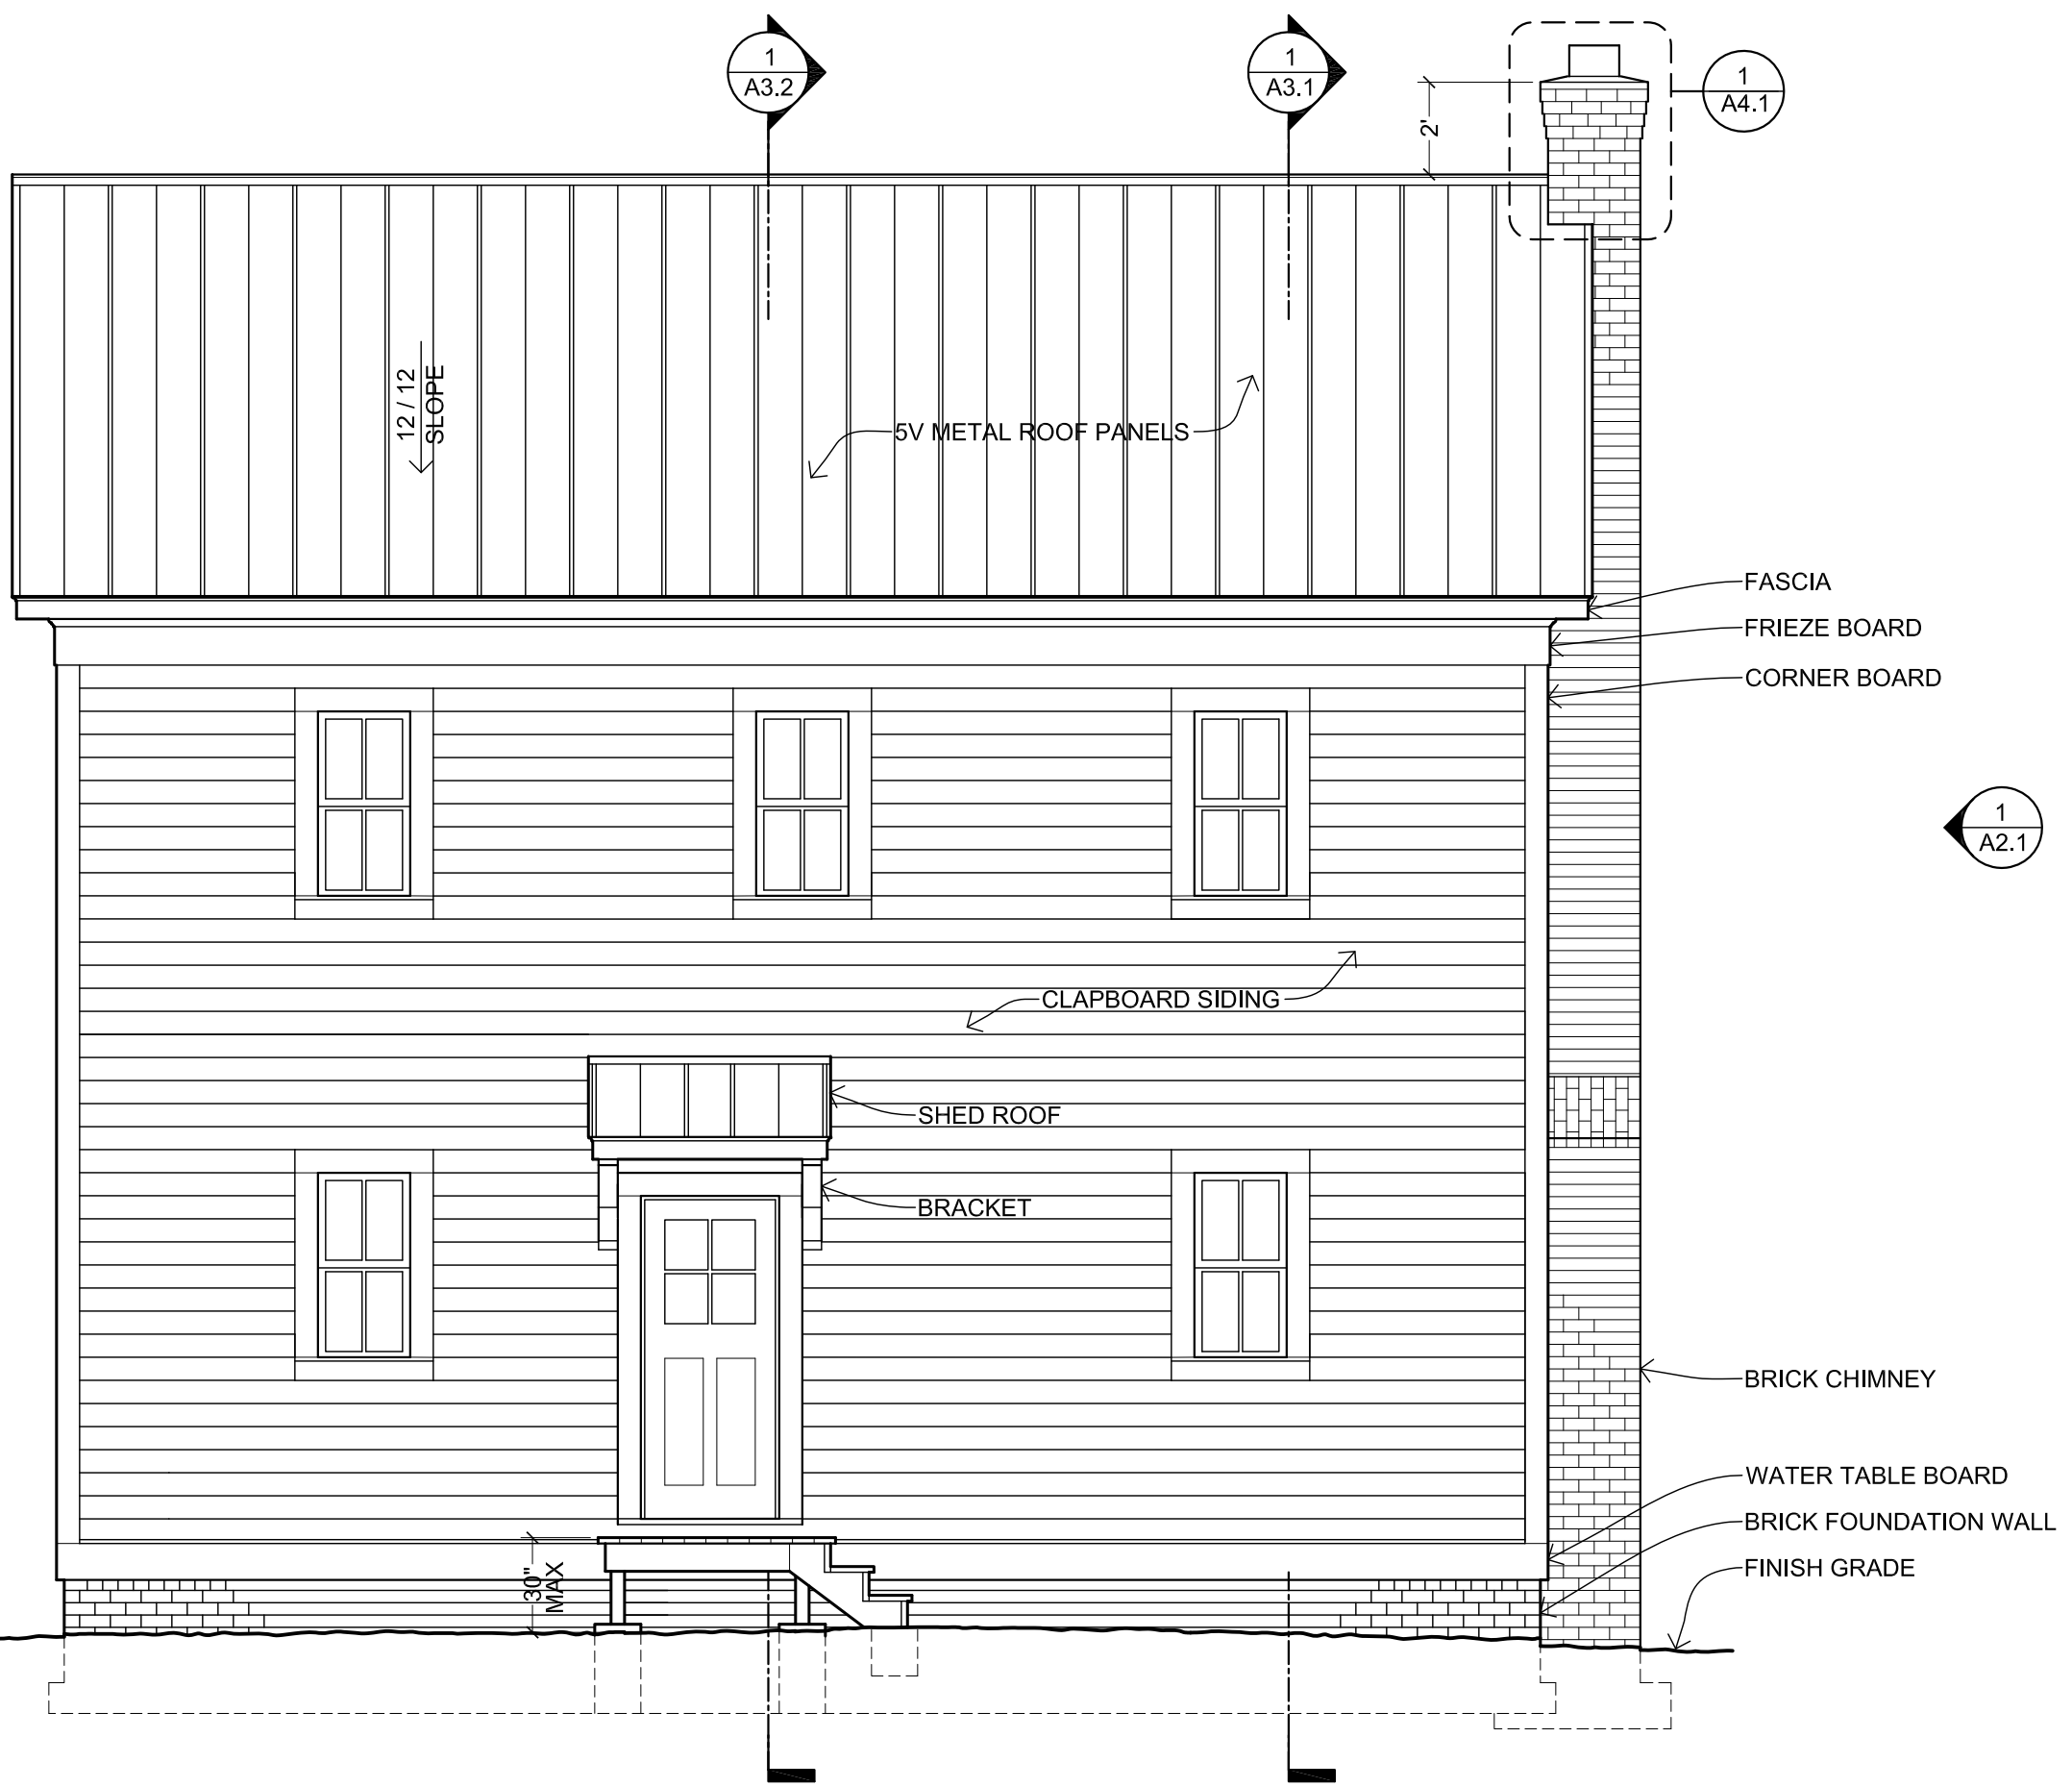 1
A3.2
1
A3.1
1
A4.1
2'
12 / 12
SLOPE
5V METAL ROOF PANELS
FASCIA
FRIEZE BOARD
CORNER BOARD
1
A2.1
CLAPBOARD SIDING
SHED ROOF
BRACKET
BRICK CHIMNEY
WATER TABLE BOARD
BRICK FOUNDATION WALL
FINISH GRADE
30"
MAX